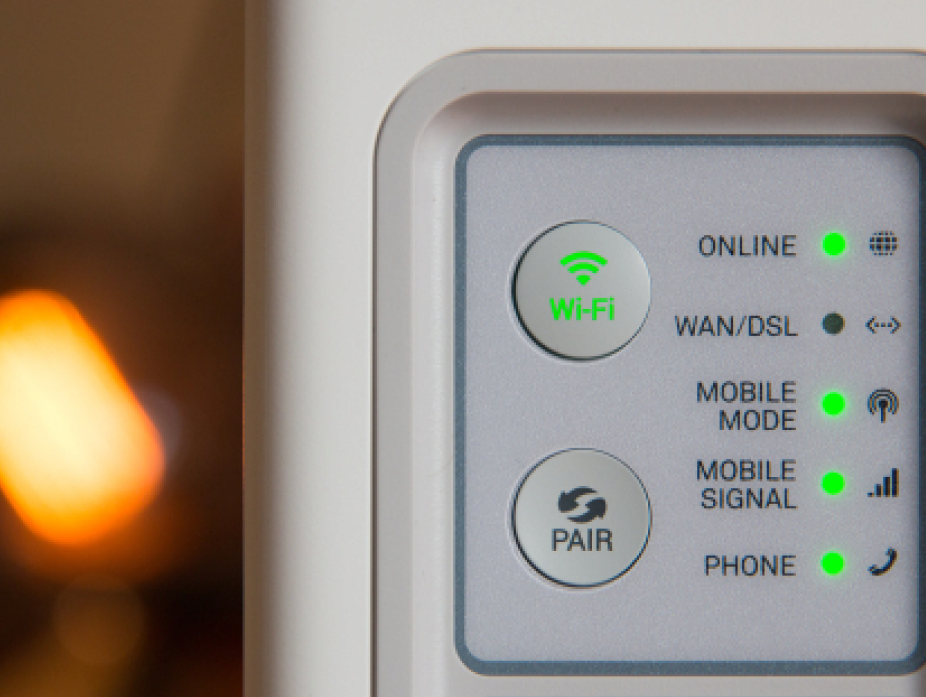 Wi-Fi
ONLINE
WAN/DSL
MOBILE
MODE
MOBILE
SIGNAL
PAIR
PHONE